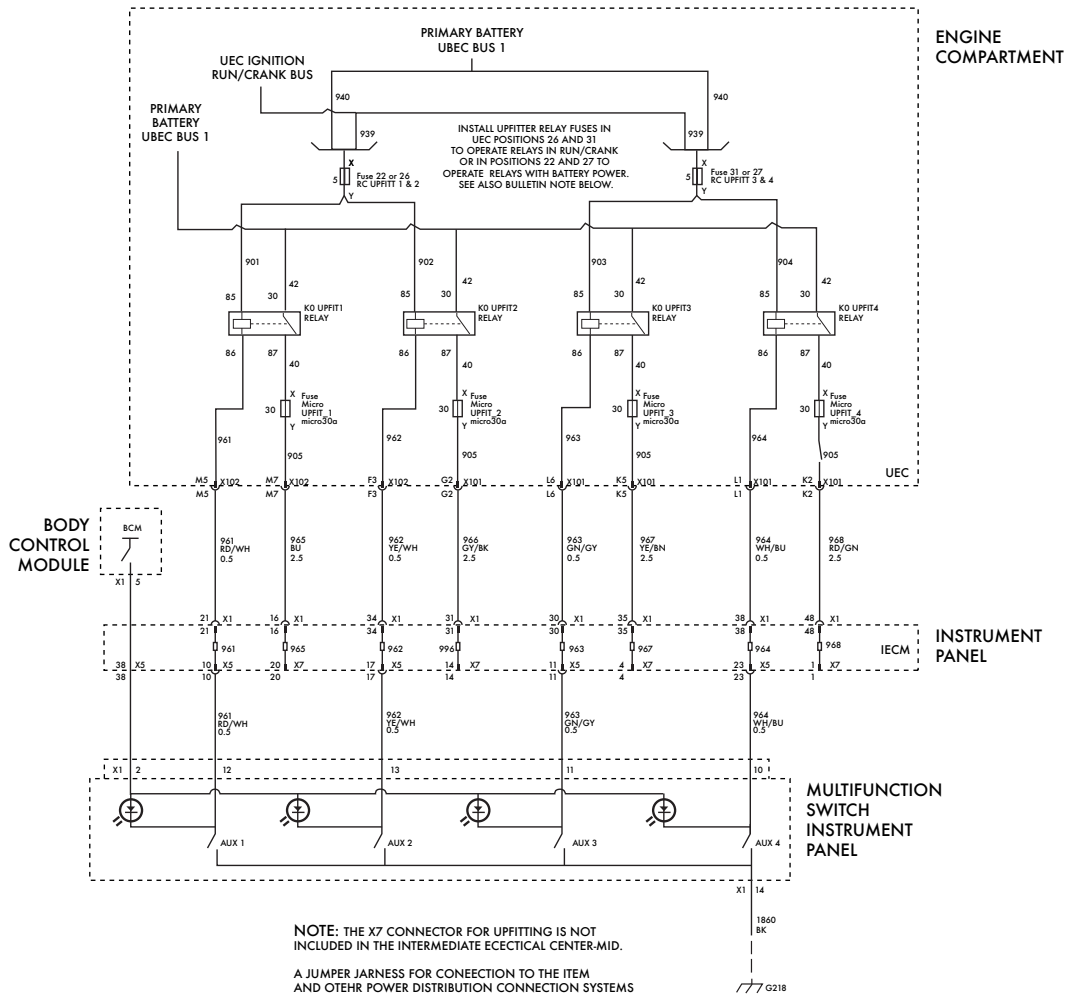 PRIMARY BATTERY
UBEC BUS 1
ENGINE
COMPARTMENT
UEC IGNITION
RUN/CRANK BUS
PRIMARY
BATTERY
UBEC BUS 1
940
940
939
939
INSTALL UPFITTER RELAY FUSES IN
UEC POSITIONS 26 AND 31
TO OPERATE RELAYS IN RUN/CRANK
OR IN POSITIONS 22 AND 27 TO
OPERATE RELAYS WITH BATTERY POWER.
SEE ALSO BULLETIN NOTE BELOW.
X
5
Fuse 22 or 26
RC UPFITT 1 & 2
Y
X
5
Fuse 31 or 27
RC UPFITT 3 & 4
Y
901
42
902
42
903
42
904
42
85
30
85
30
85
30
85
30
K0 UPFIT1
RELAY
K0 UPFIT2
RELAY
K0 UPFIT3
RELAY
K0 UPFIT4
RELAY
86
87
86
87
86
87
86
87
40
40
40
40
X
30
Y
Fuse
Micro
UPFIT_1
micro30a
X
30
Y
Fuse
Micro
UPFIT_2
micro30a
X
30
Y
Fuse
Micro
UPFIT_3
micro30a
X
30
Y
Fuse
Micro
UPFIT_4
micro30a
961
905
962
905
963
905
964
905
UEC
M5 X102
M7 X102
F3 X102
G2 X101
L6 X101
K5 X101
L1 X101
K2 X101
M5
M7
F3
G2
L6
K5
L1
K2
BODY
CONTROL
MODULE
BCM
X1 5
961
RD/WH
0.5
965
BU
2.5
962
YE/WH
0.5
966
GY/BK
2.5
963
GN/GY
0.5
967
YE/BN
2.5
964
WH/BU
0.5
968
RD/GN
2.5
21 X1
16 X1
34 X1
31 X1
30 X1
35 X1
38 X1
48 X1
21
16
34
31
30
35
38
48
961
965
962
996
963
967
964
968
IECM
INSTRUMENT
PANEL
38 X5
10 X5
20 X7
17 X5
14 X7
11 X5
4 X7
23 X5
1 X7
38
10
20
17
14
11
4
23
1
961
RD/WH
0.5
962
YE/WH
0.5
963
GN/GY
0.5
964
WH/BU
0.5
X1 2
12
13
11
10
MULTIFUNCTION
SWITCH
INSTRUMENT
PANEL
AUX 1
AUX 2
AUX 3
AUX 4
X1 14
1860
BK
G218
NOTE: THE X7 CONNECTOR FOR UPFITTING IS NOT
INCLUDED IN THE INTERMEDIATE ECECTICAL CENTER-MID.
A JUMPER JARNESS FOR CONEECTION TO THE ITEM
AND OTEHR POWER DISTRIBUTION CONNECTION SYSTEMS